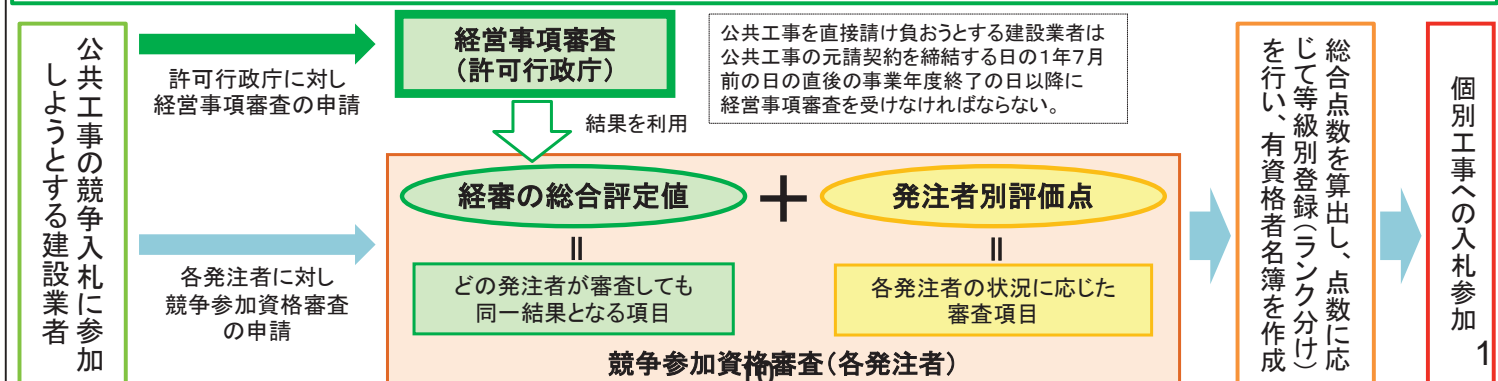 公共工事の競争入札に参加
しようとする建設業者
許可行政庁に対し
経営事項審査の申請
各発注者に対し
競争参加資格審査
の申請
経営事項審査
(許可行政庁)
結果を利用
公共工事を直接請け負おうとする建設業者は
公共工事の元請契約を締結する日の1年7月
前の日の直後の事業年度終了の日以降に
経営事項審査を受けなければならない。
経審の総合評定値
＋
発注者別評価点
=
=
どの発注者が審査しても
同一結果となる項目
各発注者の状況に応じた
審査項目
競争参加資格審査(各発注者)
10
総合点数を算出し、点数に応
じて等級別登録(ランク分け)
を行い、有資格者名簿を作成
個別工事への入札参加
1